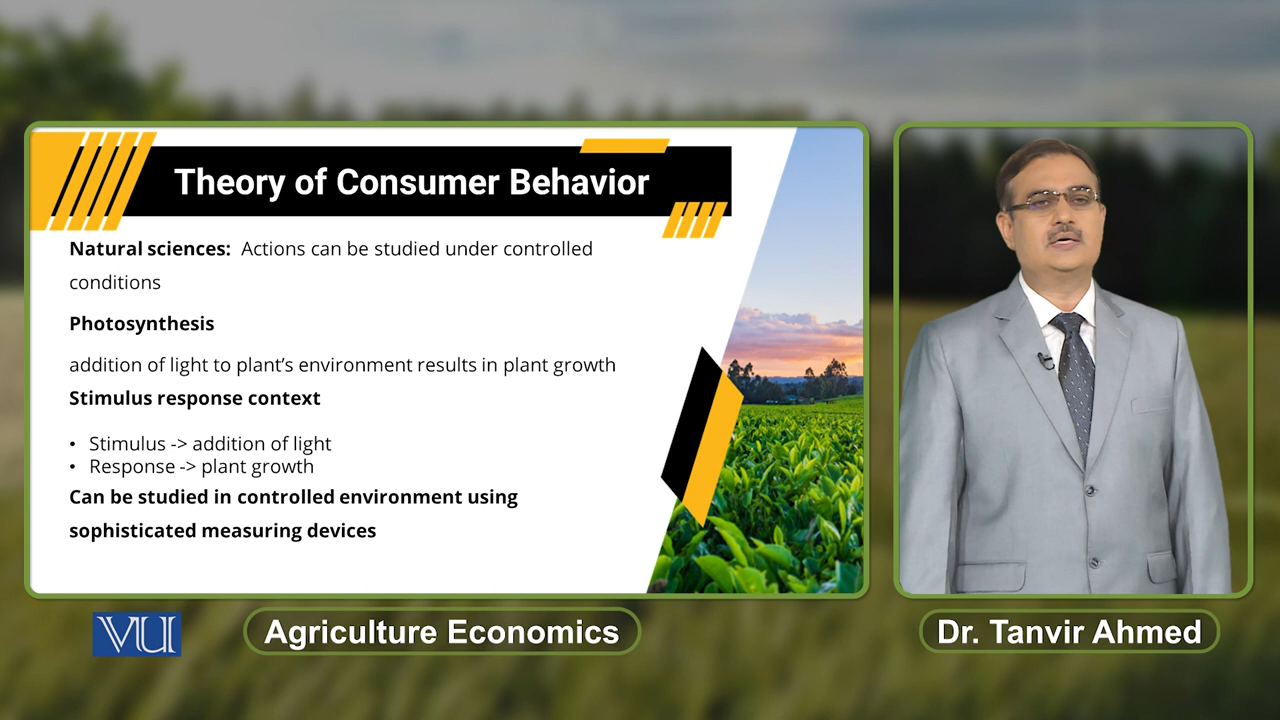 Theory of Consumer Behavior
Natural sciences: Actions can be studied under controlled
conditions
Photosynthesis
addition of light to plant’s environment results in plant growth
Stimulus response context
• Stimulus -> addition of light
• Response -> plant growth
Can be studied in controlled environment using
sophisticated measuring devices
VU
Agriculture Economics
Dr. Tanvir Ahmed